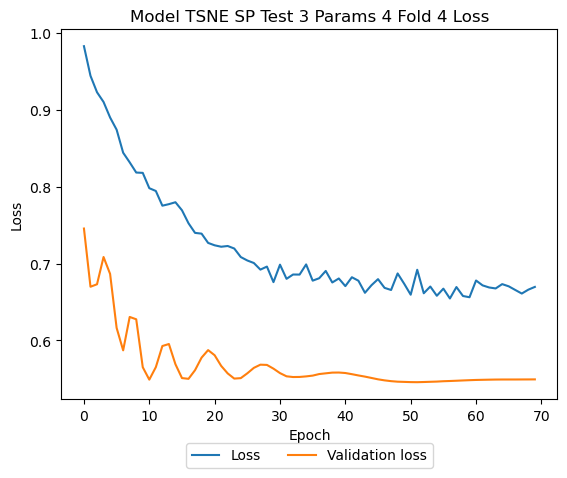 Model TSNE SP Test 3 Params 4 Fold 4 Loss
1.0
0.9
0.8
0.7
0.6
Loss
0 10 20 30 40 50 60 70
Epoch
Loss Validation loss